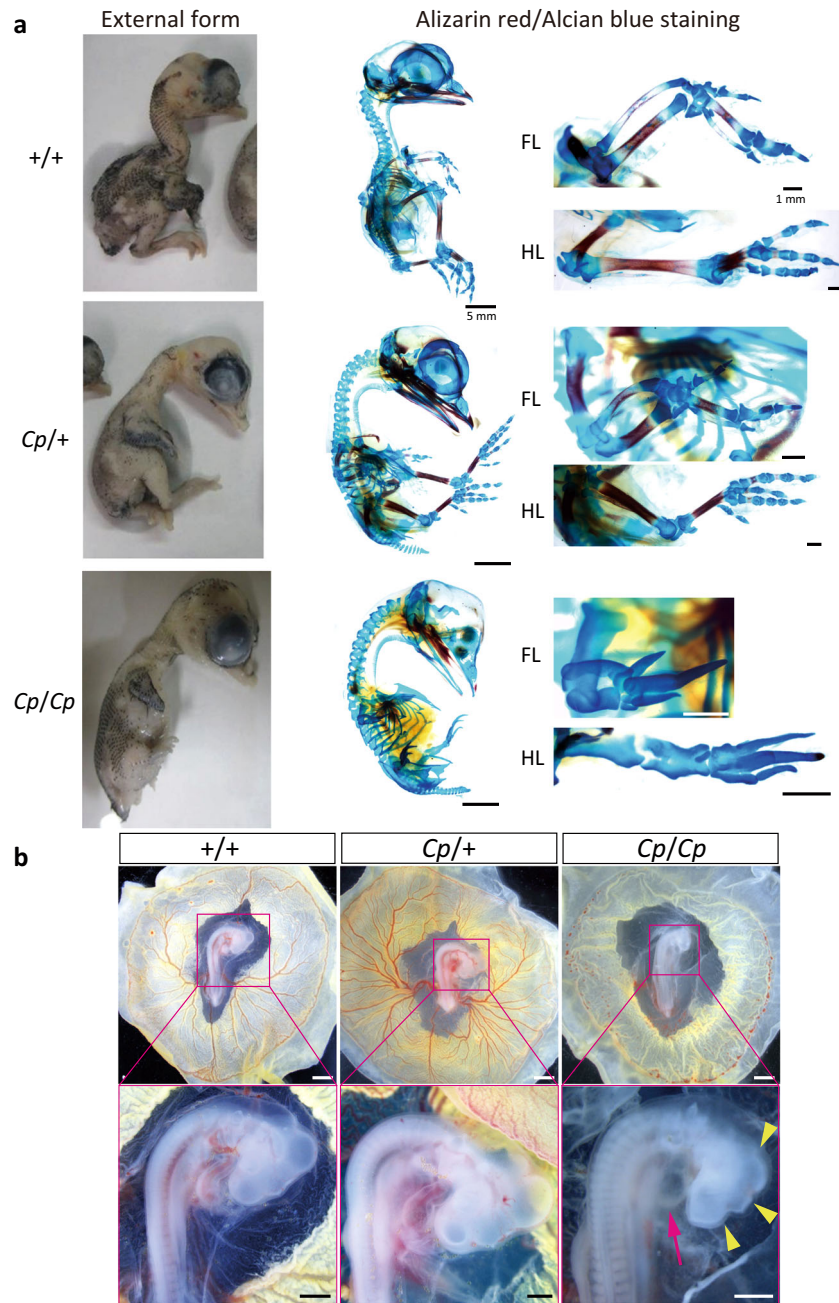 a
External form
Alizarin red/Alcian blue staining
+/+
FL
1 mm
HL
5 mm
Cp/+
FL
HL
Cp/Cp
FL
HL
b
+/+
Cp/+
Cp/Cp